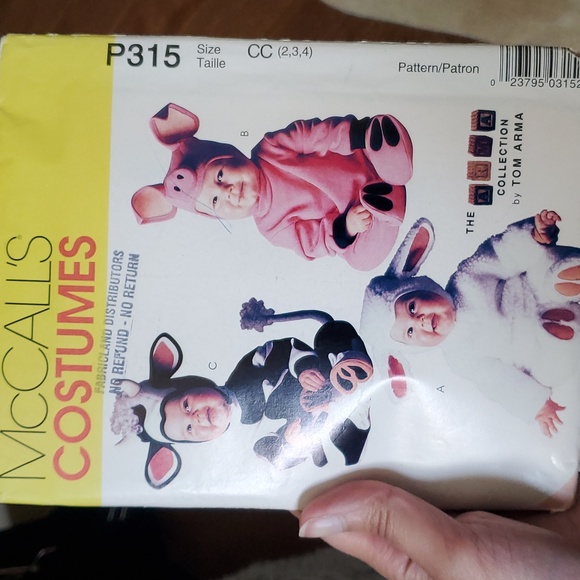 P315
Size
Taille
CC (2,3,4)
Pattern/Patron
0 23795 03152
McCALL'S
COSTUMES
FABRICLAND DISTRIBUTORS
NO REFUND - NO RETURN
B
C
A
THE ARMA COLLECTION
by TOM ARMA